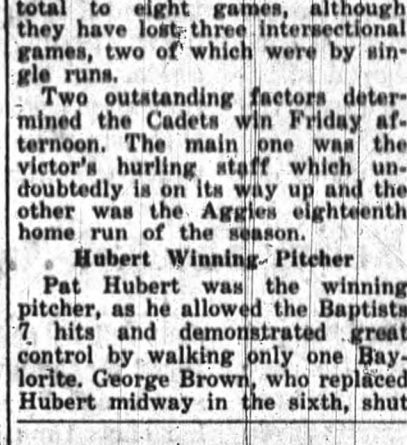 total to eight games, although
they have lost three intersectional
games, two of which were by sin-
gle runs.
Two outstanding factors deter-
mined the Cadets win Friday af-
ternoon. The main one was the
victor's hurling staff which un-
doubtedly is on its way up and the
other was the Aggies eighteenth
home run of the season.
Hubert Winning Pitcher
Pat Hubert was the winning
pitcher, as he allowed the Baptists
7 hits and demonstrated great
control by walking only one Bay-
lorite. George Brown, who replaced
Hubert midway in the sixth, shut